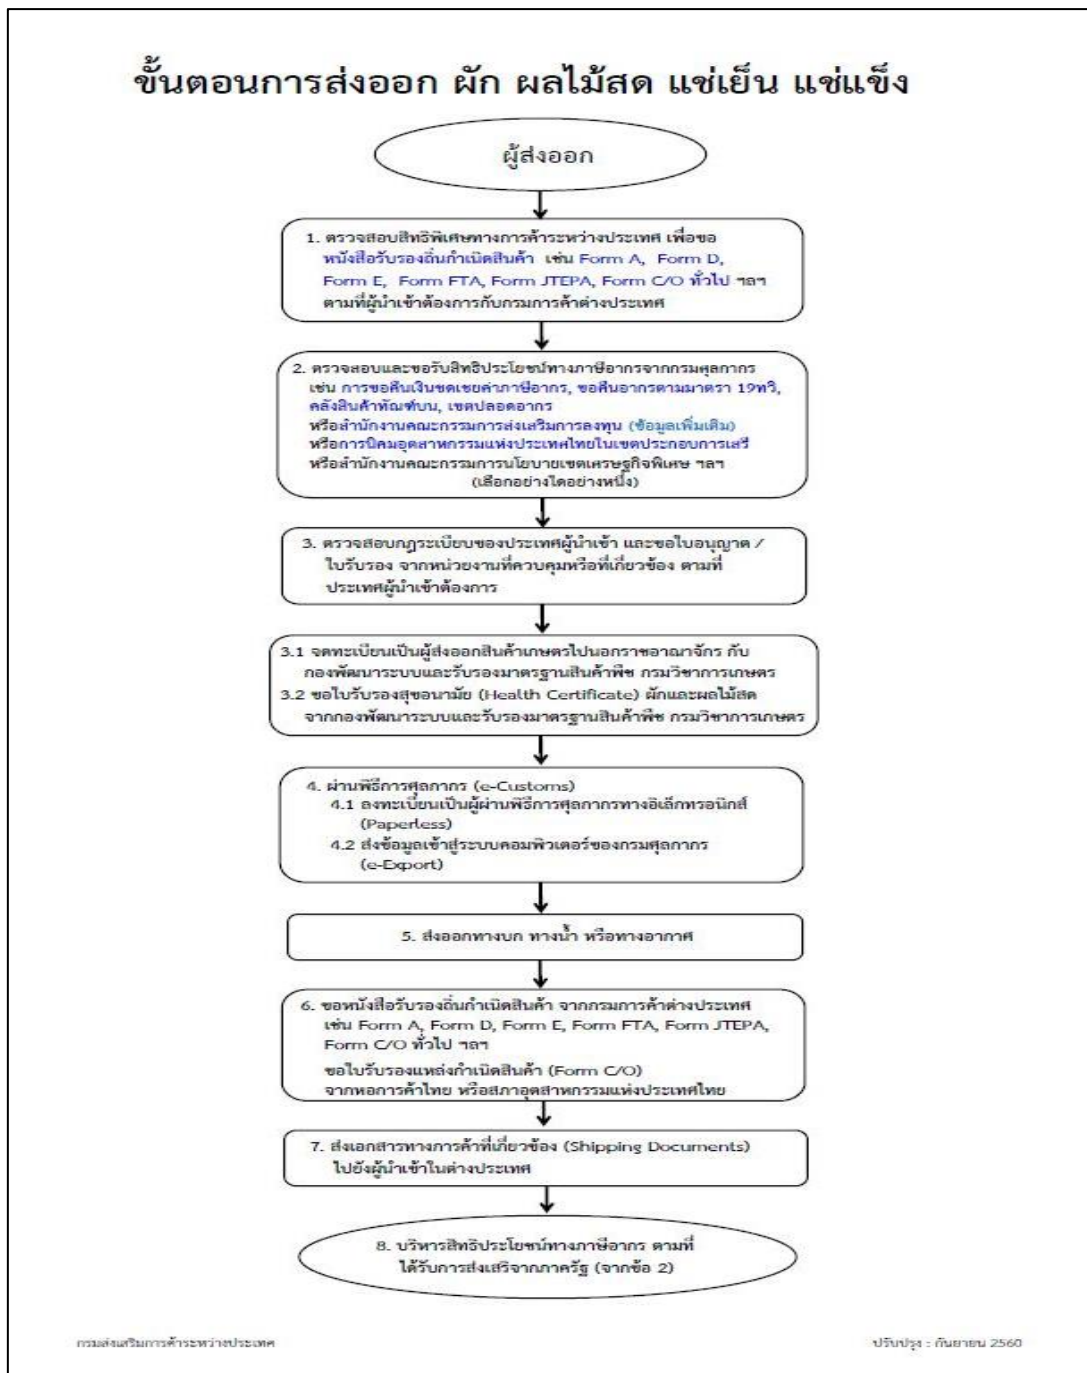 ขั้นตอนการส่งออก ผัก ผลไม้สด แช่เย็น แช่แข็ง
ผู้ส่งออก
1. ตรวจสอบสิทธิพิเศษทางการค้าระหว่างประเทศ เพื่อขอ
หนังสือรับรองถิ่นกำเนิดสินค้า เช่น Form A, Form D,
Form E, Form FTA, Form JTEPA, Form C/O ทั่วไป ฯลฯ
ตามที่ผู้นำเข้าต้องการกับกรมการค้าต่างประเทศ
2. ตรวจสอบและขอรับสิทธิประโยชน์ทางภาษีอากรจากกรมศุลกากร
เช่น การขอคืนเงินชดเชยค่าภาษีอากร, ขอคืนอากรตามมาตรา 19ทวิ,
คลังสินค้าทัณฑ์บน, เขตปลอดอากร
หรือสำนักงานคณะกรรมการส่งเสริมการลงทุน (ข้อมูลเพิ่มเติม)
หรือการนิคมอุตสาหกรรมแห่งประเทศไทยในเขตประกอบการเสรี
หรือสำนักงานคณะกรรมการนโยบายเขตเศรษฐกิจพิเศษ ฯลฯ
(เลือกอย่างใดอย่างหนึ่ง)
3. ตรวจสอบกฎระเบียบของประเทศผู้นำเข้า และขอใบอนุญาต /
ใบรับรอง จากหน่วยงานที่ควบคุมหรือที่เกี่ยวข้อง ตามที่
ประเทศผู้นำเข้าต้องการ
3.1 จดทะเบียนเป็นผู้ส่งออกสินค้าเกษตรไปนอกราชอาณาจักร กับ
กองพัฒนาระบบและรับรองมาตรฐานสินค้าพืช กรมวิชาการเกษตร
3.2 ขอใบรับรองสุขอนามัย (Health Certificate) ผักและผลไม้สด
จากกองพัฒนาระบบและรับรองมาตรฐานสินค้าพืช กรมวิชาการเกษตร
4. ผ่านพิธีการศุลกากร (e-Customs)
4.1 ลงทะเบียนเป็นผู้ผ่านพิธีการศุลกากรทางอิเล็กทรอนิกส์
(Paperless)
4.2 ส่งข้อมูลเข้าสู่ระบบคอมพิวเตอร์ของกรมศุลกากร
(e-Export)
5. ส่งออกทางบก ทางน้ำ หรือทางอากาศ
6. ขอหนังสือรับรองถิ่นกำเนิดสินค้า จากกรมการค้าต่างประเทศ
เช่น Form A, Form D, Form E, Form FTA, Form JTEPA,
Form C/O ทั่วไป ฯลฯ
ขอใบรับรองแหล่งกำเนิดสินค้า (Form C/O)
จากหอการค้าไทย หรือสภาอุตสาหกรรมแห่งประเทศไทย
7. ส่งเอกสารทางการค้าที่เกี่ยวข้อง (Shipping Documents)
ไปยังผู้นำเข้าในต่างประเทศ
8. บริหารสิทธิประโยชน์ทางภาษีอากร ตามที่
ได้รับการส่งเสริจากภาครัฐ (จากข้อ 2)
กรมส่งเสริมการค้าระหว่างประเทศ
ปรับปรุง : กันยายน 2560